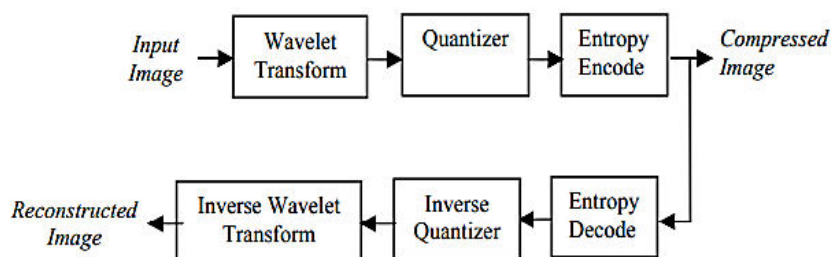 Input
Image
Wavelet
Transform
Quantizer
Entropy
Encode
Compressed
Image
Reconstructed
Image
Inverse Wavelet
Transform
Inverse
Quantizer
Entropy
Decode